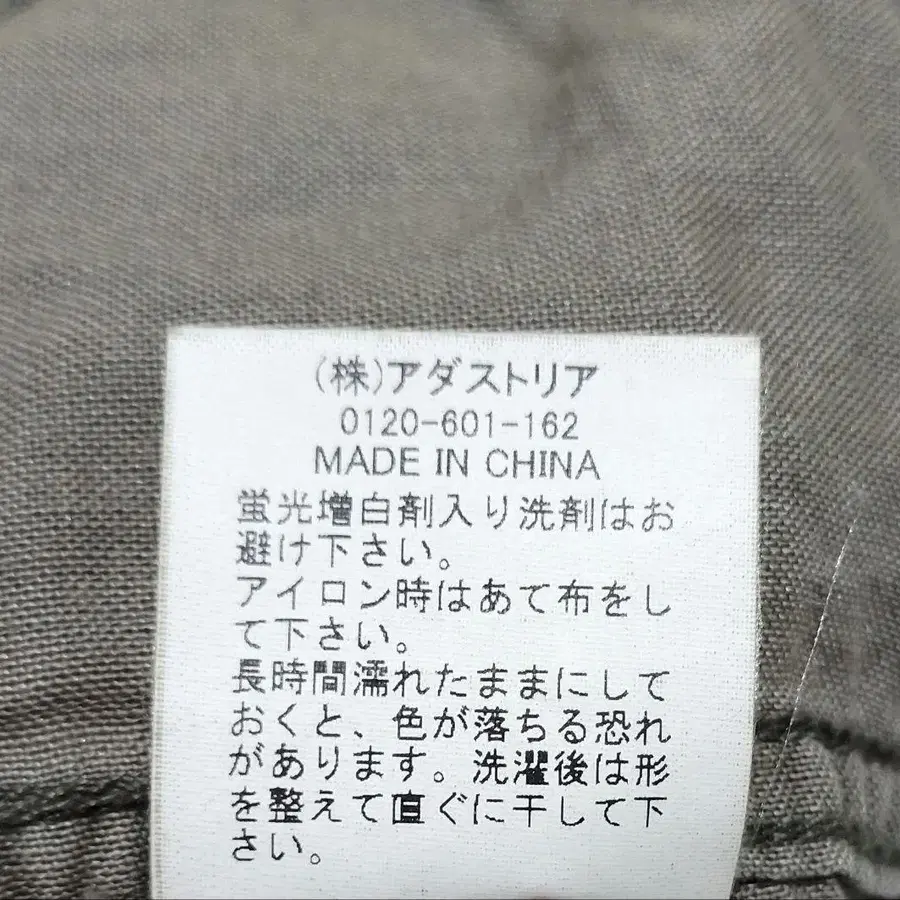 (株)アダストリア
0120-601-162
MADE IN CHINA
蛍光増白剤入り洗剤はお
避け下さい。
アイロン時はあて布をし
て下さい。
長時間濡れたままにして
おくと、色が落ちる恐れ
があります。洗濯後は形
を整えて直ぐに干して下
さい。